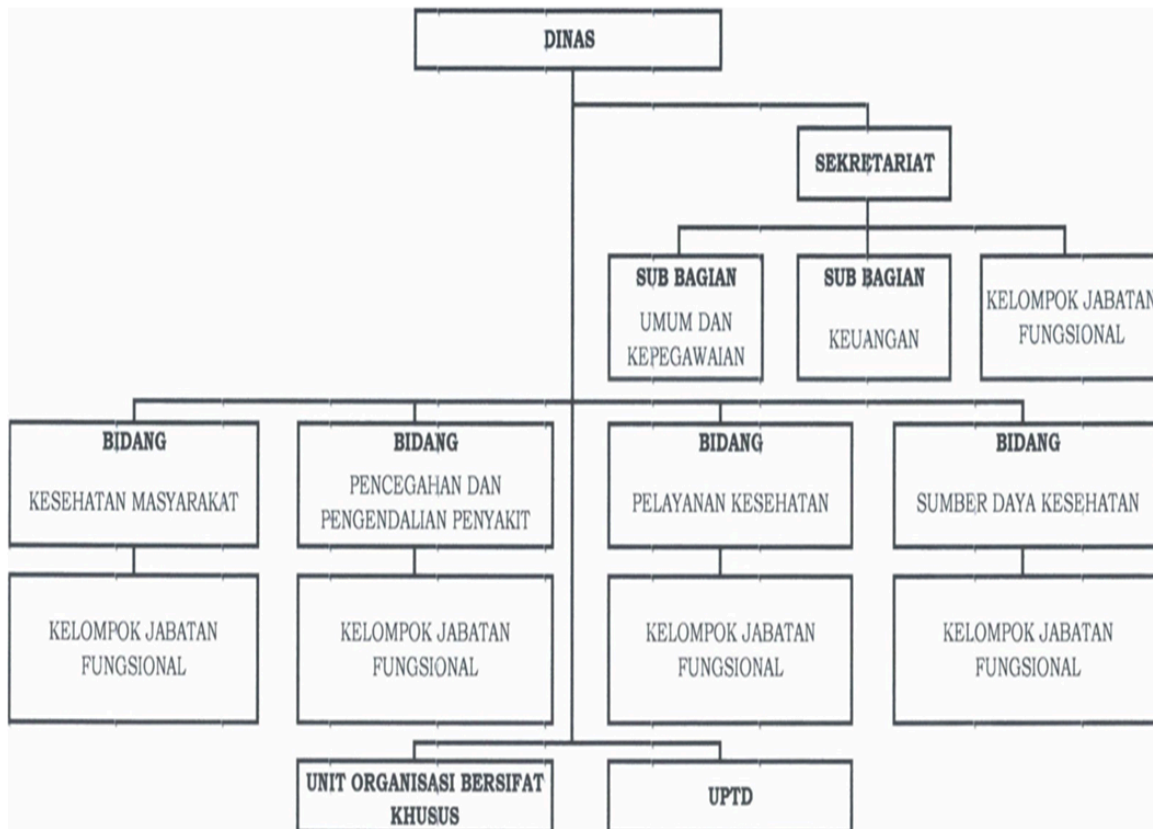 DINAS
SEKRETARIAT
SUB BAGIAN
UMUM DAN
KEPEGAWAIAN
SUB BAGIAN
KEUANGAN
KELOMPOK JABATAN
FUNGSIONAL
BIDANG
KESEHATAN MASYARAKAT
BIDANG
PENCEGAHAN DAN
PENGENDALIAN PENYAKIT
BIDANG
PELAYANAN KESEHATAN
BIDANG
SUMBER DAYA KESEHATAN
KELOMPOK JABATAN
FUNGSIONAL
KELOMPOK JABATAN
FUNGSIONAL
KELOMPOK JABATAN
FUNGSIONAL
KELOMPOK JABATAN
FUNGSIONAL
UNIT ORGANISASI BERSIFAT
KHUSUS
UPTD